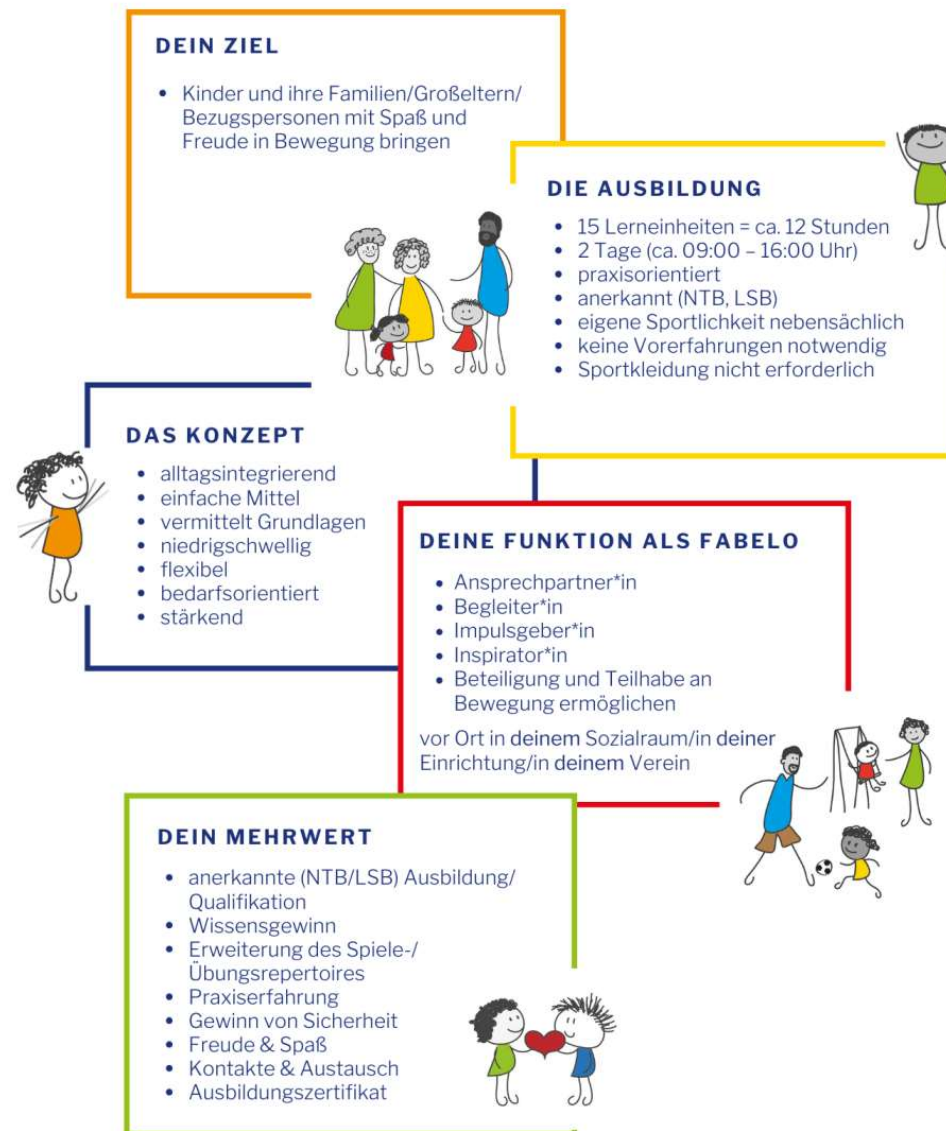 DEIN ZIEL
• Kinder und ihre Familien/Großeltern/
Bezugspersonen mit Spaß und
Freude in Bewegung bringen
DIE AUSBILDUNG
• 15 Lerneinheiten = ca. 12 Stunden
• 2 Tage (ca. 09:00 – 16:00 Uhr)
• praxisorientiert
• anerkannt (NTB, LSB)
• eigene Sportlichkeit nebensächlich
• keine Vorerfahrungen notwendig
• Sportkleidung nicht erforderlich
DAS KONZEPT
• alltagsintegrierend
• einfache Mittel
• vermittelt Grundlagen
• niedrigschwellig
• flexibel
• bedarfsorientiert
• stärkend
DEINE FUNKTION ALS FABELO
• Ansprechpartner*in
• Begleiter*in
• Impulsgeber*in
• Inspirator*in
• Beteiligung und Teilhabe an
Bewegung ermöglichen
vor Ort in deinem Sozialraum/in deiner
Einrichtung/in deinem Verein
DEIN MEHRWERT
• anerkannte (NTB/LSB) Ausbildung/
Qualifikation
• Wissensgewinn
• Erweiterung des Spiele-/
Übungsrepertoires
• Praxiserfahrung
• Gewinn von Sicherheit
• Freude & Spaß
• Kontakte & Austausch
• Ausbildungszertifikat